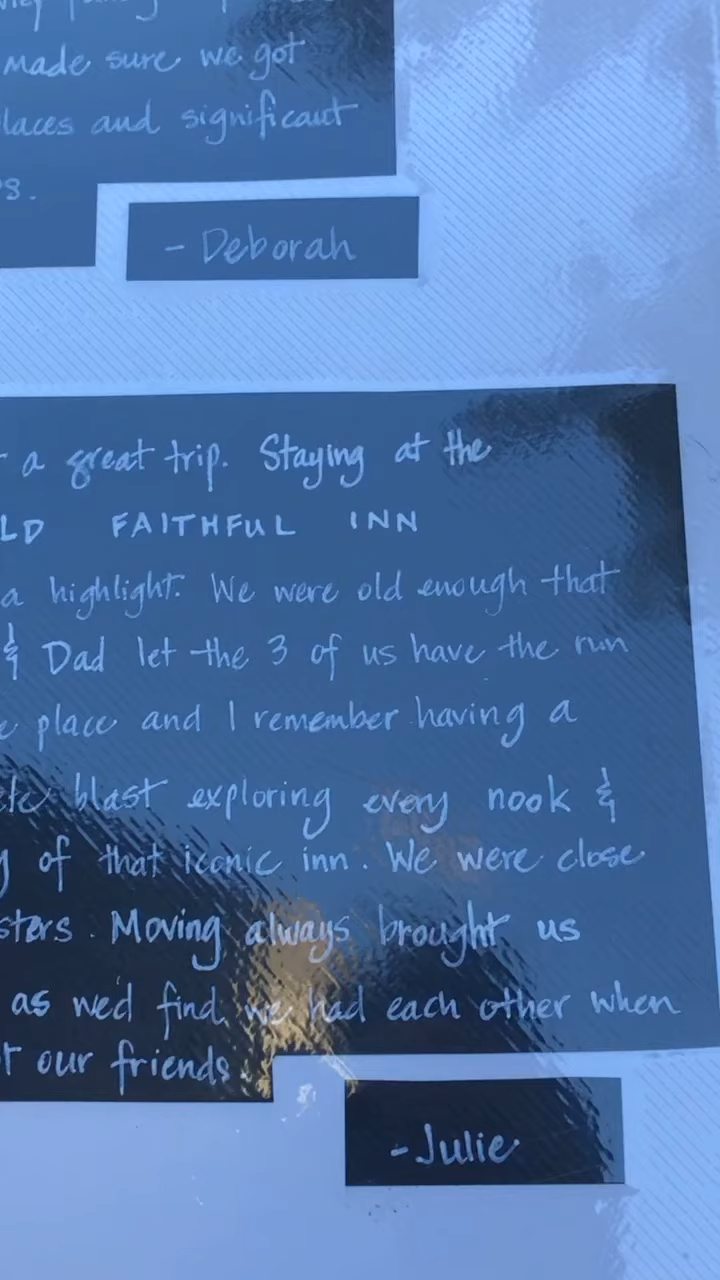 made sure we got
laces and significant
s.
- Deborah
a great trip. Staying at the
LD FAITHFUL INN
a highlight. We were old enough that
& Dad let the 3 of us have the run
e place and I remember having a
blast exploring every nook &
y of that iconic inn. We were close
sters. Moving always brought us
as we'd find we had each other when
our friends.
- Julie